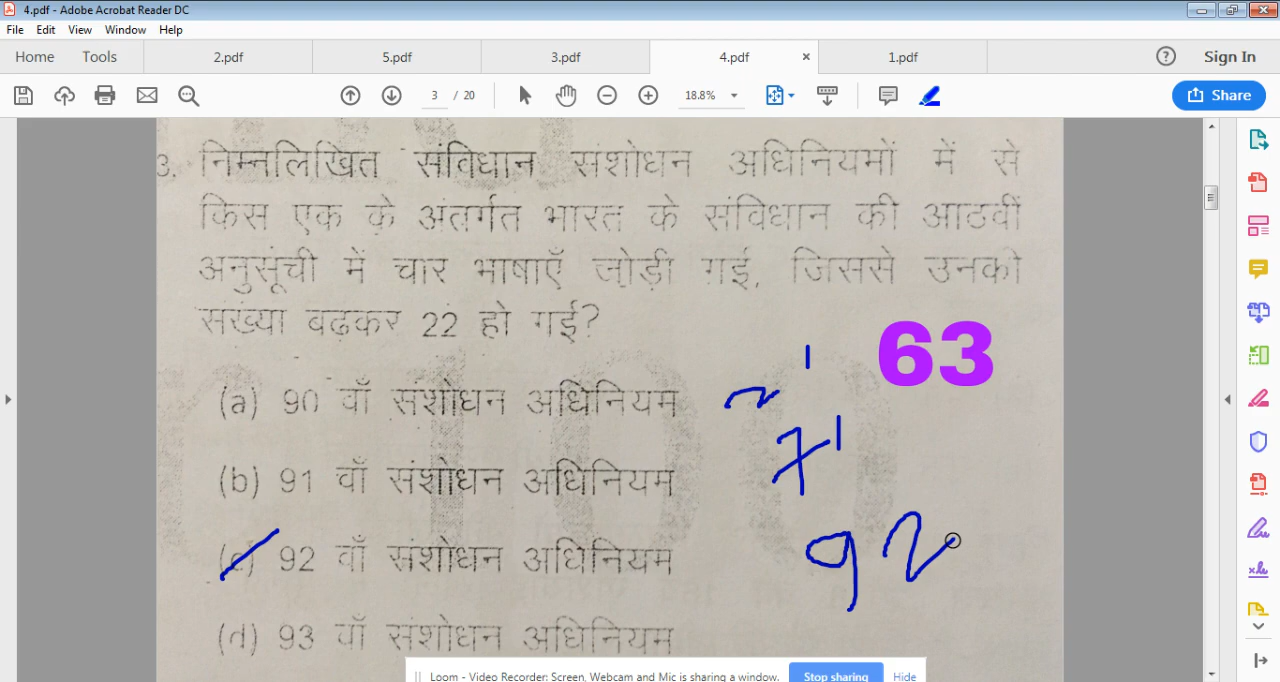 4.pdf - Adobe Acrobat Reader DC
File Edit View Window Help
Home Tools 2.pdf 5.pdf 3.pdf 4.pdf × 1.pdf ? Sign In
3 / 20 18.8% Share
3. निम्नलिखित संविधान संशोधन अधिनियमों में से
किस एक के अंतर्गत भारत के संविधान की आठवीं
अनुसूची में चार भाषाएँ जोड़ी गई, जिससे उनकी
संख्या बढ़कर 22 हो गई?
63
(a) 90 वाँ संशोधन अधिनियम
(b) 91 वाँ संशोधन अधिनियम
71
(c) 92 वाँ संशोधन अधिनियम
92
(d) 93 वाँ संशोधन अधिनियम
Loom - Video Recorder: Screen, Webcam and Mic is sharing a window. Stop sharing Hide